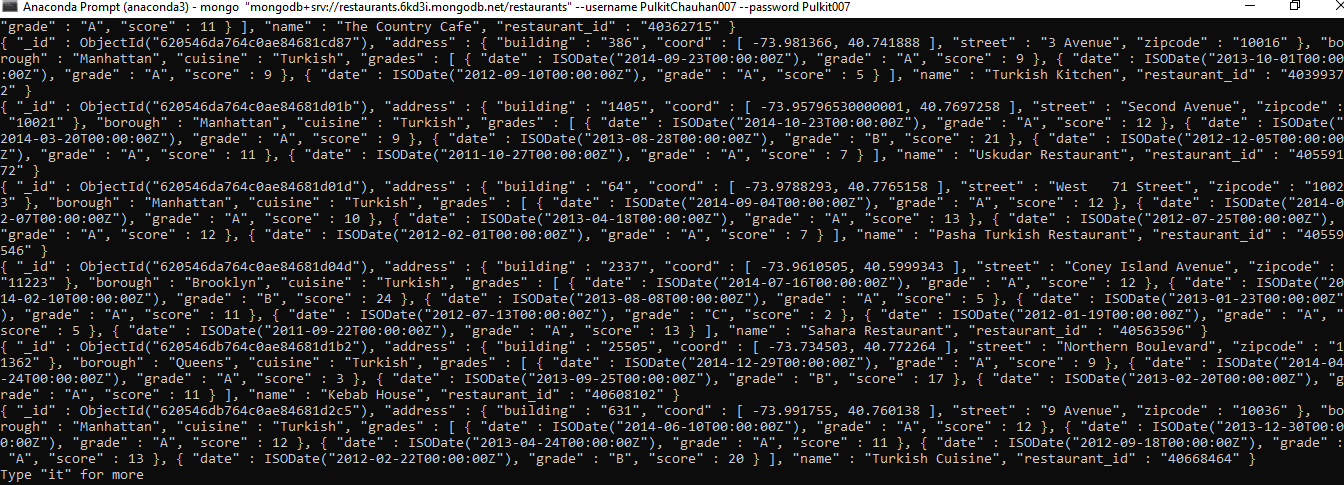 Anaconda Prompt (anaconda3) - mongo  "mongodb+srv://restaurants.6kd3i.mongodb.net/restaurants" --username PulkitChauhan007 --password Pulkit007
"grade" : "A", "score" : 11 } ], "name" : "The Country Cafe", "restaurant_id" : "40362715" }
{ "_id" : ObjectId("620546da764c0ae84681cd87"), "address" : { "building" : "386", "coord" : [ -73.981366, 40.741888 ], "street" : "3 Avenue", "zipcode" : "10016" }, "bo
rough" : "Manhattan", "cuisine" : "Turkish", "grades" : [ { "date" : ISODate("2014-09-23T00:00:00Z"), "grade" : "A", "score" : 9 }, { "date" : ISODate("2013-10-01T00:00
:00Z"), "grade" : "A", "score" : 9 }, { "date" : ISODate("2012-09-10T00:00:00Z"), "grade" : "A", "score" : 5 } ], "name" : "Turkish Kitchen", "restaurant_id" : "4039937
2" }
{ "_id" : ObjectId("620546da764c0ae84681d01b"), "address" : { "building" : "1405", "coord" : [ -73.95796530000001, 40.7697258 ], "street" : "Second Avenue", "zipcode" :
 "10021" }, "borough" : "Manhattan", "cuisine" : "Turkish", "grades" : [ { "date" : ISODate("2014-10-23T00:00:00Z"), "grade" : "A", "score" : 12 }, { "date" : ISODate("
2014-03-20T00:00:00Z"), "grade" : "A", "score" : 9 }, { "date" : ISODate("2013-08-28T00:00:00Z"), "grade" : "B", "score" : 21 }, { "date" : ISODate("2012-12-05T00:00:00
Z"), "grade" : "A", "score" : 11 }, { "date" : ISODate("2011-10-27T00:00:00Z"), "grade" : "A", "score" : 7 } ], "name" : "Uskudar Restaurant", "restaurant_id" : "405591
72" }
{ "_id" : ObjectId("620546da764c0ae84681d01d"), "address" : { "building" : "64", "coord" : [ -73.9788293, 40.7765158 ], "street" : "West   71 Street", "zipcode" : "1002
3" }, "borough" : "Manhattan", "cuisine" : "Turkish", "grades" : [ { "date" : ISODate("2014-09-04T00:00:00Z"), "grade" : "A", "score" : 12 }, { "date" : ISODate("2014-0
2-07T00:00:00Z"), "grade" : "A", "score" : 10 }, { "date" : ISODate("2013-04-18T00:00:00Z"), "grade" : "A", "score" : 13 }, { "date" : ISODate("2012-07-25T00:00:00Z"),
"grade" : "A", "score" : 12 }, { "date" : ISODate("2012-02-01T00:00:00Z"), "grade" : "A", "score" : 7 } ], "name" : "Pasha Turkish Restaurant", "restaurant_id" : "40559
546" }
{ "_id" : ObjectId("620546da764c0ae84681d04d"), "address" : { "building" : "2337", "coord" : [ -73.9610505, 40.5999343 ], "street" : "Coney Island Avenue", "zipcode" :
"11223" }, "borough" : "Brooklyn", "cuisine" : "Turkish", "grades" : [ { "date" : ISODate("2014-07-16T00:00:00Z"), "grade" : "A", "score" : 12 }, { "date" : ISODate("20
14-02-10T00:00:00Z"), "grade" : "B", "score" : 24 }, { "date" : ISODate("2013-08-08T00:00:00Z"), "grade" : "A", "score" : 5 }, { "date" : ISODate("2013-01-23T00:00:00Z"
), "grade" : "A", "score" : 11 }, { "date" : ISODate("2012-07-13T00:00:00Z"), "grade" : "C", "score" : 2 }, { "date" : ISODate("2012-01-19T00:00:00Z"), "grade" : "A", "
score" : 5 }, { "date" : ISODate("2011-09-22T00:00:00Z"), "grade" : "A", "score" : 13 } ], "name" : "Sahara Restaurant", "restaurant_id" : "40563596" }
{ "_id" : ObjectId("620546db764c0ae84681d1b2"), "address" : { "building" : "25505", "coord" : [ -73.734503, 40.772264 ], "street" : "Northern Boulevard", "zipcode" : "1
1362" }, "borough" : "Queens", "cuisine" : "Turkish", "grades" : [ { "date" : ISODate("2014-12-29T00:00:00Z"), "grade" : "A", "score" : 9 }, { "date" : ISODate("2014-04
-24T00:00:00Z"), "grade" : "A", "score" : 3 }, { "date" : ISODate("2013-09-25T00:00:00Z"), "grade" : "B", "score" : 17 }, { "date" : ISODate("2013-02-20T00:00:00Z"), "g
rade" : "A", "score" : 11 } ], "name" : "Kebab House", "restaurant_id" : "40608102" }
{ "_id" : ObjectId("620546db764c0ae84681d2c5"), "address" : { "building" : "631", "coord" : [ -73.991755, 40.760138 ], "street" : "9 Avenue", "zipcode" : "10036" }, "bo
rough" : "Manhattan", "cuisine" : "Turkish", "grades" : [ { "date" : ISODate("2014-06-10T00:00:00Z"), "grade" : "A", "score" : 12 }, { "date" : ISODate("2013-12-30T00:0
0:00Z"), "grade" : "A", "score" : 12 }, { "date" : ISODate("2013-04-24T00:00:00Z"), "grade" : "A", "score" : 11 }, { "date" : ISODate("2012-09-18T00:00:00Z"), "grade" :
 "A", "score" : 13 }, { "date" : ISODate("2012-02-22T00:00:00Z"), "grade" : "B", "score" : 20 } ], "name" : "Turkish Cuisine", "restaurant_id" : "40668464" }
Type "it" for more